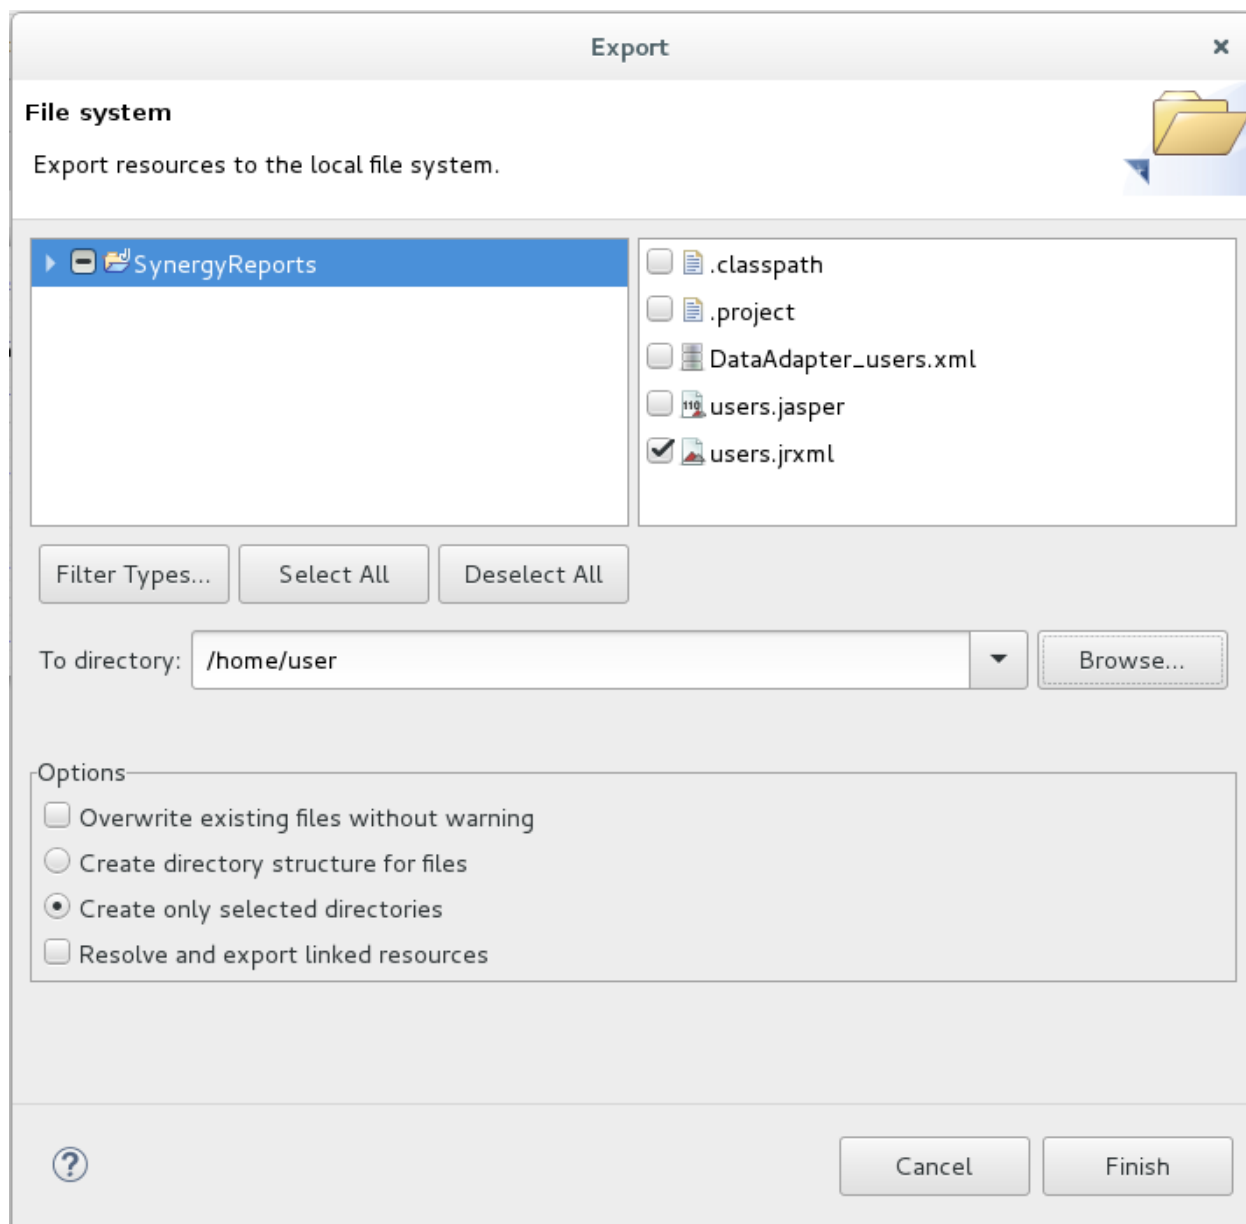 Export
File system
Export resources to the local file system.
SynergyReports
.classpath
.project
DataAdapter_users.xml
users.jasper
users.jrxml
Filter Types...
Select All
Deselect All
To directory:
/home/user
Browse...
Options
Overwrite existing files without warning
Create directory structure for files
Create only selected directories
Resolve and export linked resources
Cancel
Finish